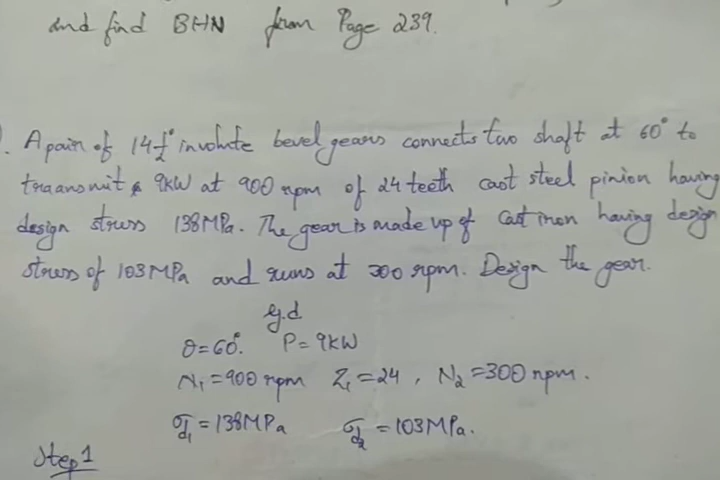 and find BHN from Page 239.
. A pair of 14½° involute bevel gears connects two shaft at 60° to
traansmit 9kW at 900 rpm of 24 teeth cast steel pinion having
design stress 138MPa. The gear is made up of Cast iron having design
stress of 103MPa and runs at 300 rpm. Design the gear.
g.d
θ=60°. P=9kW
N₁=900 rpm Z₁=24, N₂=300 rpm.
σd₁=138MPa σd₂=103MPa.
Step 1